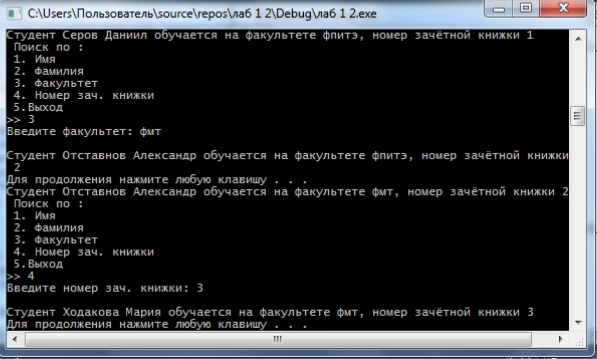 C:\Users\Пользователь\source\repos\лаб 1 2\Debug\лаб 1 2.exe
Студент Серов Даниил обучается на факультете фпитэ, номер зачётной книжки 1
Поиск по :
1. Имя
2. Фамилия
3. Факультет
4. Номер зач. книжки
5.Выход
>> 3
Введите факультет: фмт
Студент Отставнов Александр обучается на факультете фпитэ, номер зачётной книжки
2
Для продолжения нажмите любую клавишу . . .
Студент Отставнов Александр обучается на факультете фмт, номер зачётной книжки 2
Поиск по :
1. Имя
2. Фамилия
3. Факультет
4. Номер зач. книжки
5.Выход
>> 4
Введите номер зач. книжки: 3
Студент Ходакова Мария обучается на факультете фмт, номер зачётной книжки 3
Для продолжения нажмите любую клавишу . . .